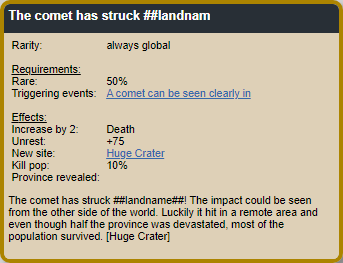 The comet has struck ##landnam
Rarity: always global
Requirements:
Rare: 50%
Triggering events: A comet can be seen clearly in
Effects:
Increase by 2: Death
Unrest: +75
New site: Huge Crater
Kill pop: 10%
Province revealed:
The comet has struck ##landname##! The impact could be seen
from the other side of the world. Luckily it hit in a remote area and
even though half the province was devastated, most of the
population survived. [Huge Crater]